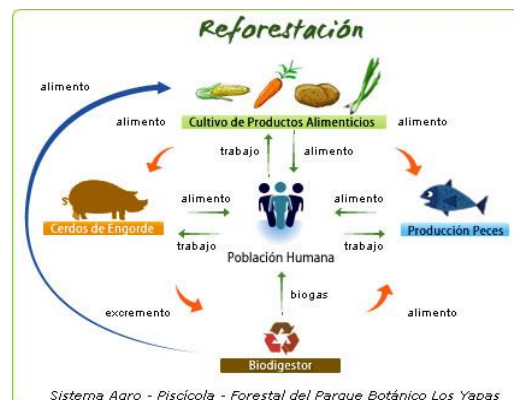 Reforestación
alimento
alimento
Cultivo de Productos Alimenticios
alimento
trabajo
alimento
alimento
alimento
Cerdos de Engorde
trabajo
trabajo
Producción Peces
Población Humana
excremento
biogas
alimento
Biodigestor
Sistema Agro - Piscícola - Forestal del Parque Botánico Los Yapas